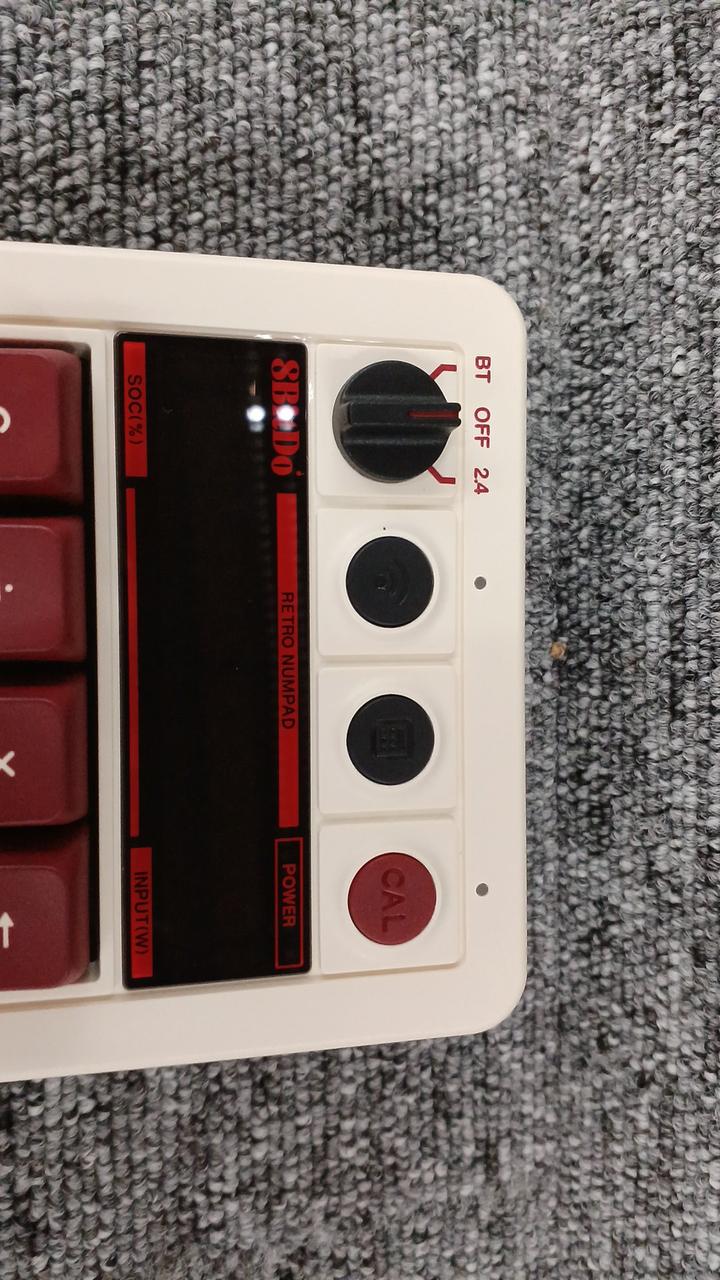 BT OFF 2.4
CAL
8BitDo
RETRO NUMPAD
POWER
SOC(%)
INPUT(W)